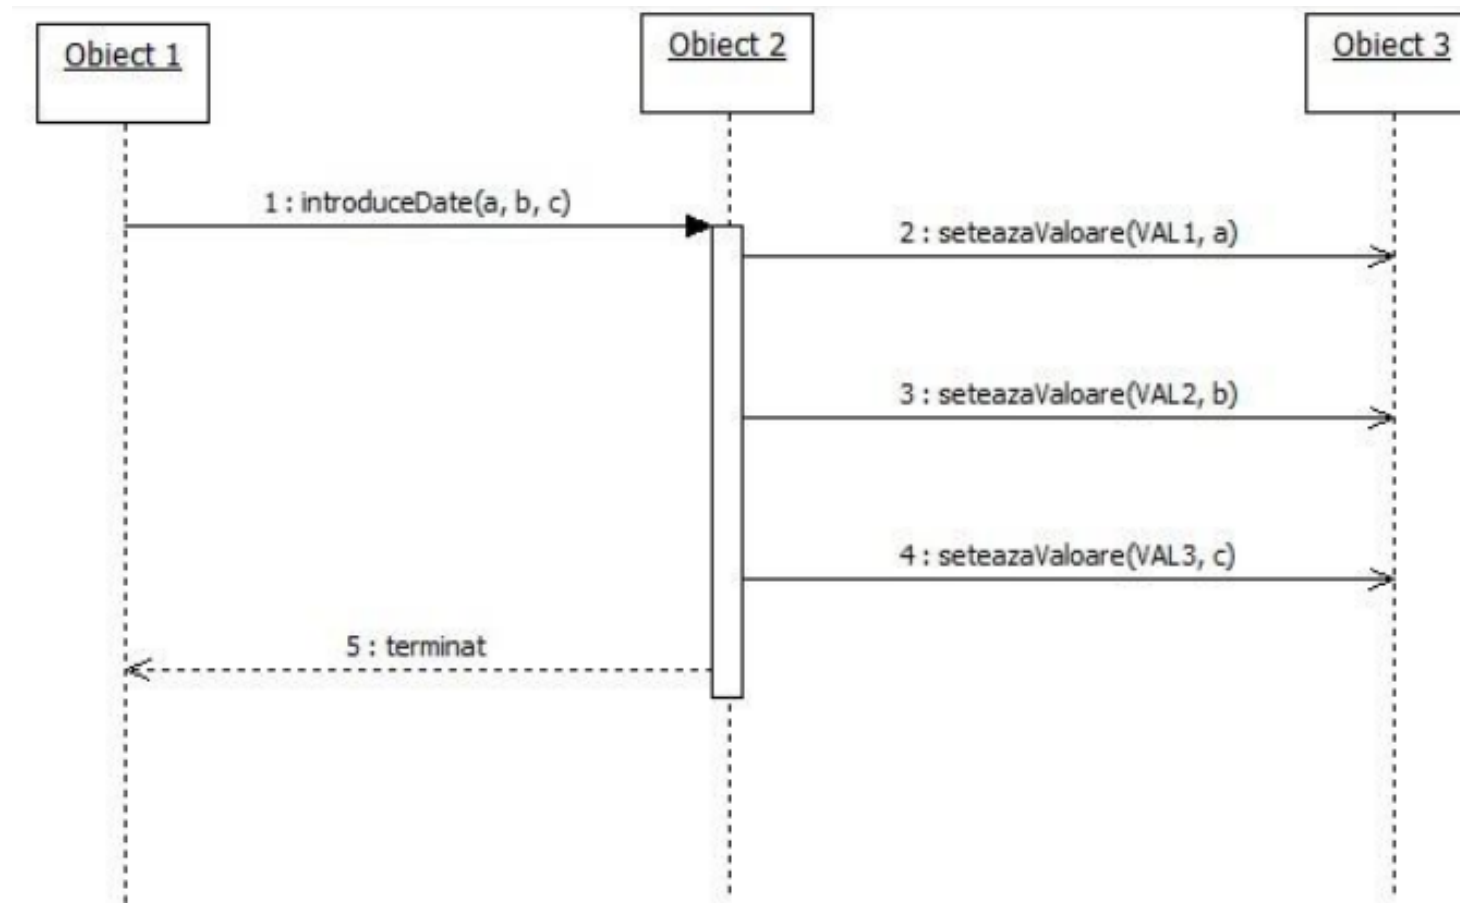 Obiect 1
Obiect 2
Obiect 3
1 : introduceDate(a, b, c)
2 : seteazaValoare(VAL1, a)
3 : seteazaValoare(VAL2, b)
4 : seteazaValoare(VAL3, c)
5 : terminat